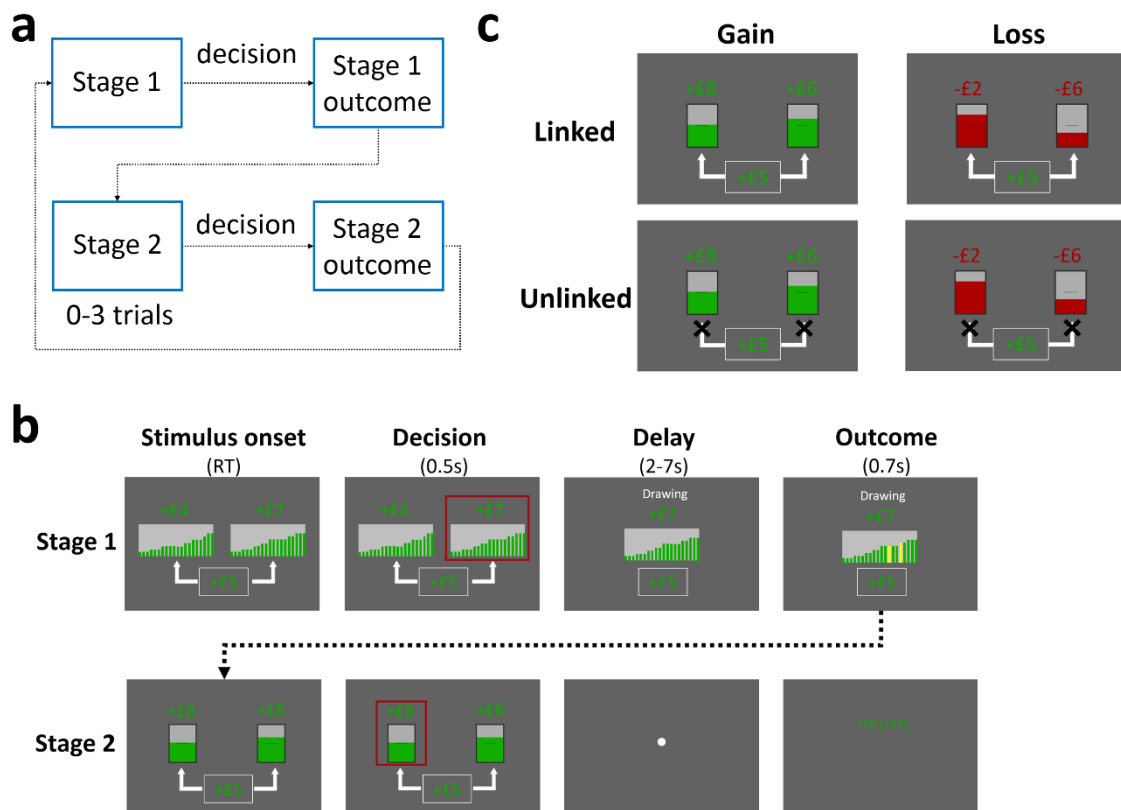 a
Stage 1
decision
Stage 1
outcome
Stage 2
decision
Stage 2
outcome
0-3 trials
c
Gain
Loss
Linked
+£8
+£6
+£5
-£2
-£6
+£5
Unlinked
+£8
+£6
+£5
-£2
-£6
+£5
b
Stimulus onset
(RT)
Decision
(0.5s)
Delay
(2-7s)
Outcome
(0.7s)
Stage 1
+£4
+£7
+£5
+£4
+£7
+£5
Drawing
+£7
+£5
Drawing
+£7
+£5
Stage 2
+£8
+£6
+£5
+£8
+£6
+£5